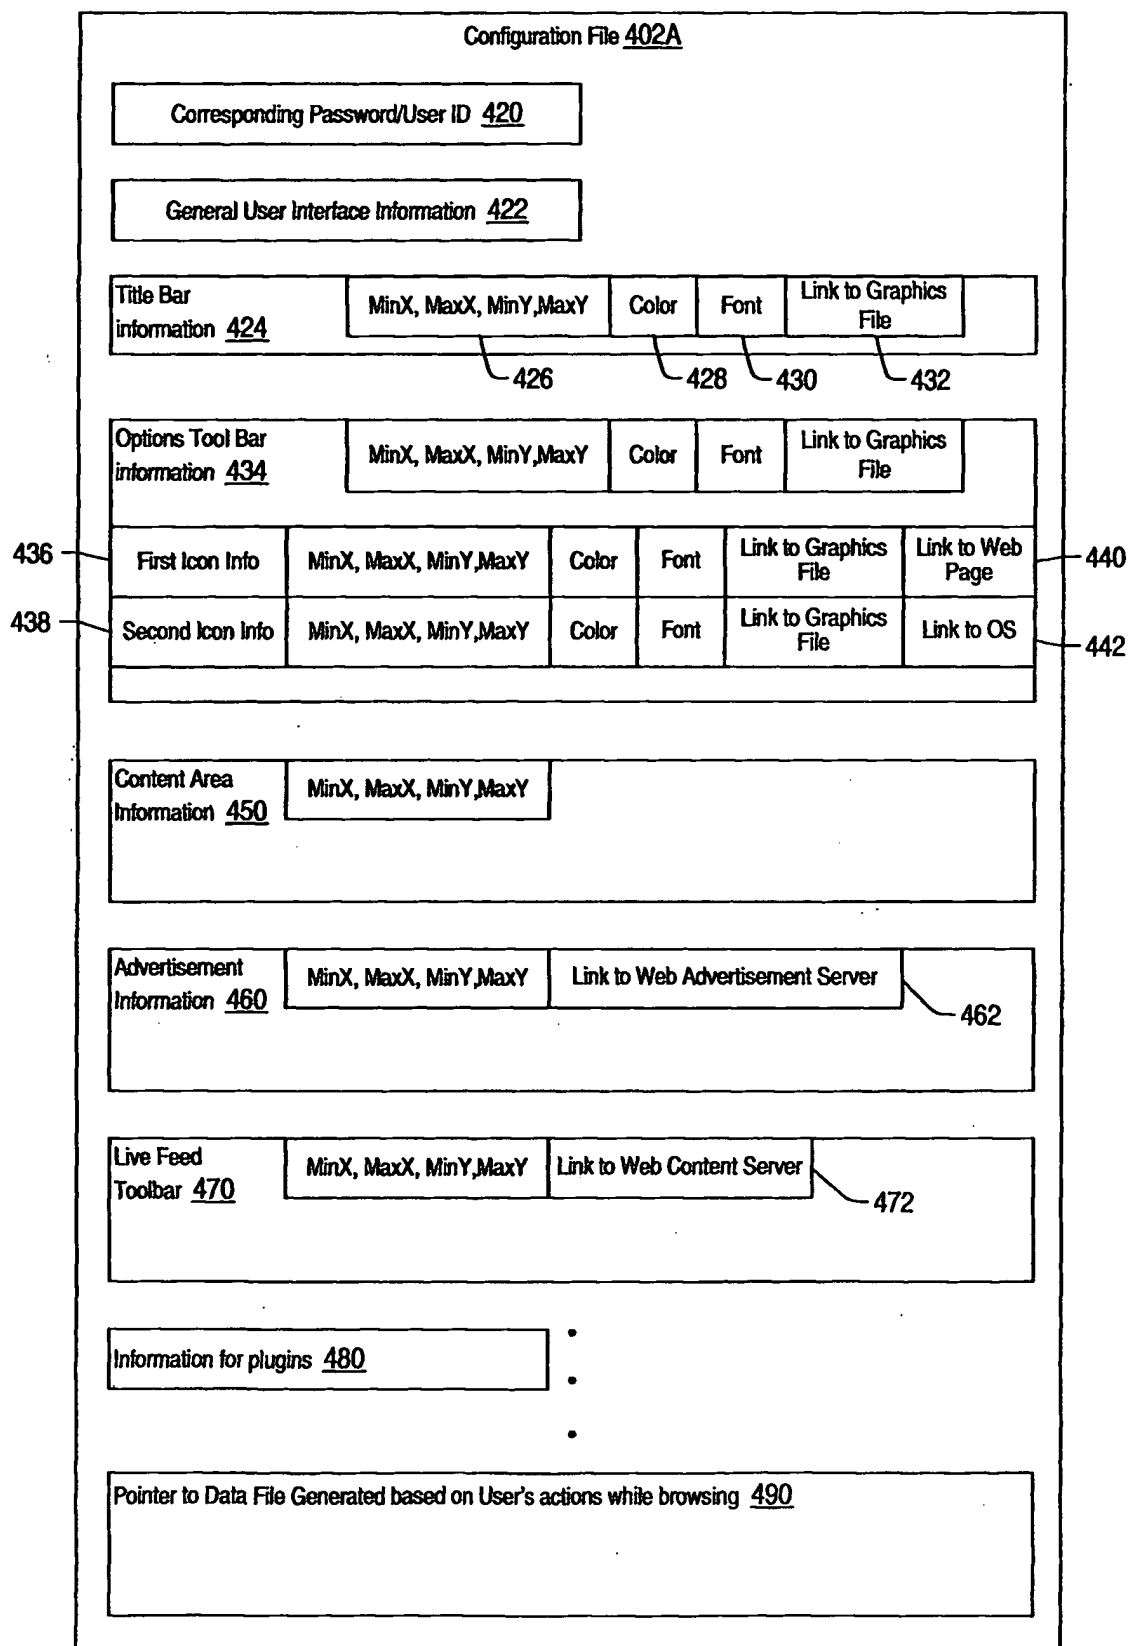 Configuration File 402A
Corresponding Password/User ID 420
General User Interface Information 422
Title Bar
information 424
MinX, MaxX, MinY,MaxY
Color
Font
Link to Graphics
File
426
428
430
432
Options Tool Bar
information 434
MinX, MaxX, MinY,MaxY
Color
Font
Link to Graphics
File
436
First Icon Info
MinX, MaxX, MinY,MaxY
Color
Font
Link to Graphics
File
Link to Web
Page
440
438
Second Icon Info
MinX, MaxX, MinY,MaxY
Color
Font
Link to Graphics
File
Link to OS
442
Content Area
Information 450
MinX, MaxX, MinY,MaxY
Advertisement
Information 460
MinX, MaxX, MinY,MaxY
Link to Web Advertisement Server
462
Live Feed
Toolbar 470
MinX, MaxX, MinY,MaxY
Link to Web Content Server
472
Information for plugins 480
Pointer to Data File Generated based on User's actions while browsing 490